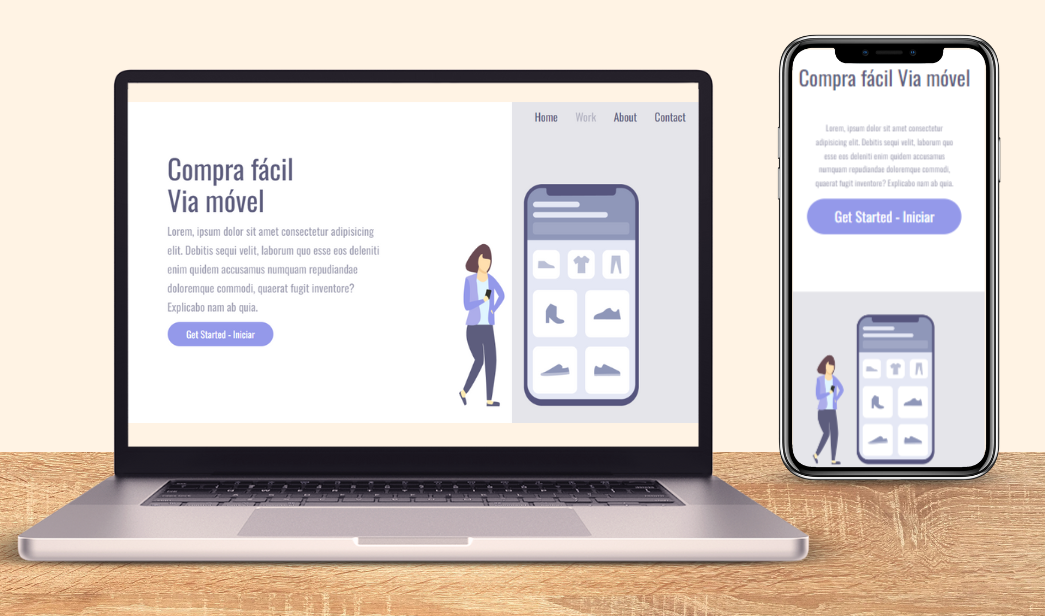 Home Work About Contact
Compra fácil
Via móvel
Lorem, ipsum dolor sit amet consectetur adipisicing
elit. Debitis sequi velit, laborum quo esse eos deleniti
enim quidem accusamus numquam repudiandae
doloremque commodi, quaerat fugit inventore?
Explicabo nam ab quia.
Get Started - Iniciar
Compra fácil Via móvel
Lorem, ipsum dolor sit amet consectetur
adipisicing elit. Debitis sequi velit, laborum quo
esse eos deleniti enim quidem accusamus
numquam repudiandae doloremque commodi,
quaerat fugit inventore? Explicabo nam ab quia.
Get Started - Iniciar